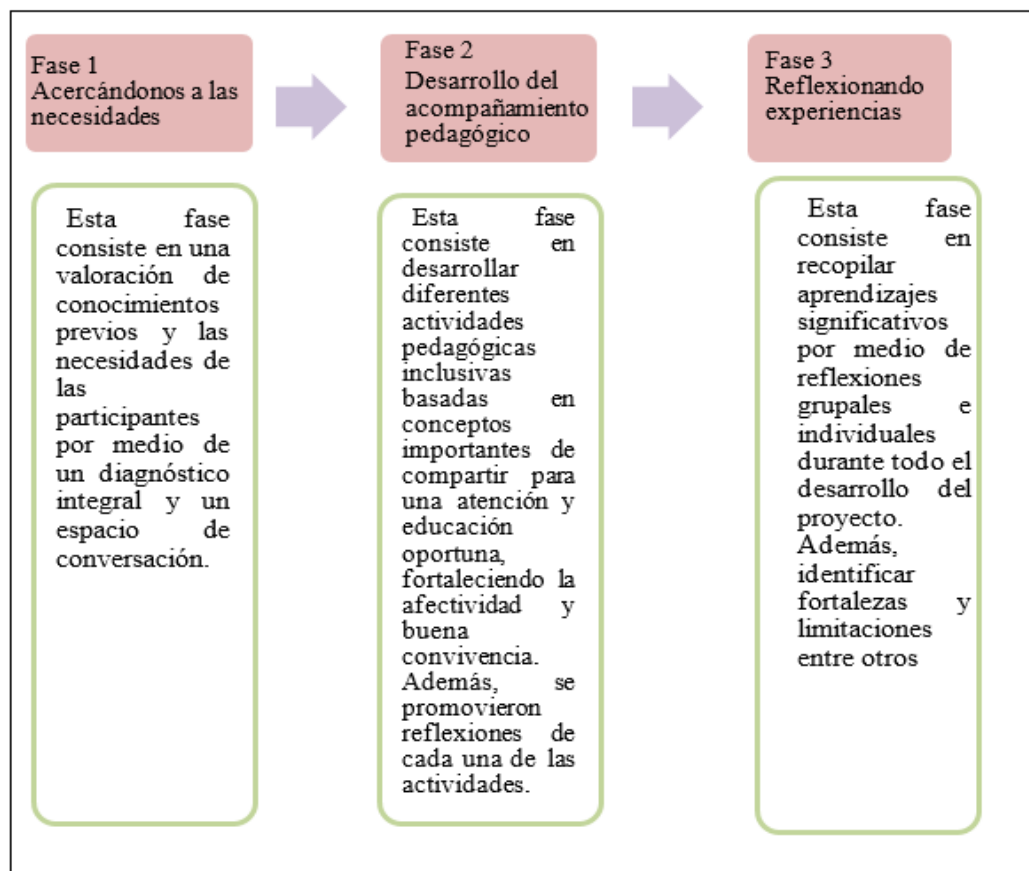 Fase 1
Acercándonos a las
necesidades
Esta fase
consiste en una
valoración de
conocimientos
previos y las
necesidades de
las
participantes
por medio de
un diagnóstico
integral y un
espacio de
conversación.
Fase 2
Desarrollo del
acompañamiento
pedagógico
Esta fase
consiste en
desarrollar
diferentes
actividades
pedagógicas
inclusivas
basadas en
conceptos
importantes de
compartir para
una atención y
educación
oportuna,
fortaleciendo la
afectividad y
buena
convivencia.
Además, se
promovieron
reflexiones de
cada una de las
actividades.
Fase 3
Reflexionando
experiencias
Esta fase
consiste en
recopilar
aprendizajes
significativos
por medio de
reflexiones
grupales e
individuales
durante todo el
desarrollo del
proyecto.
Además,
identificar
fortalezas y
limitaciones
entre otros